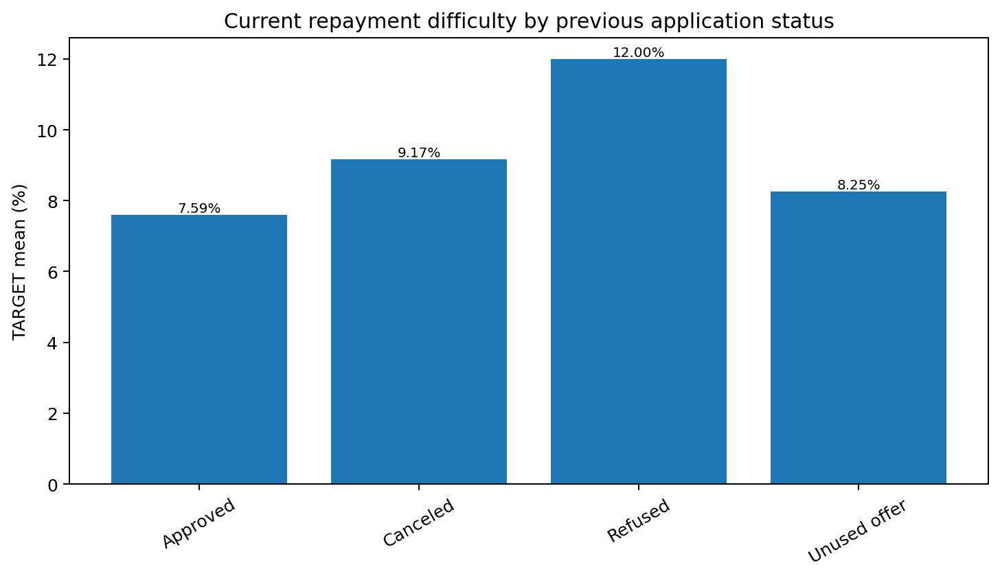 Current repayment difficulty by previous application status
TARGET mean (%)
12
10
8
6
4
2
0
7.59%
9.17%
12.00%
8.25%
Approved
Canceled
Refused
Unused offer